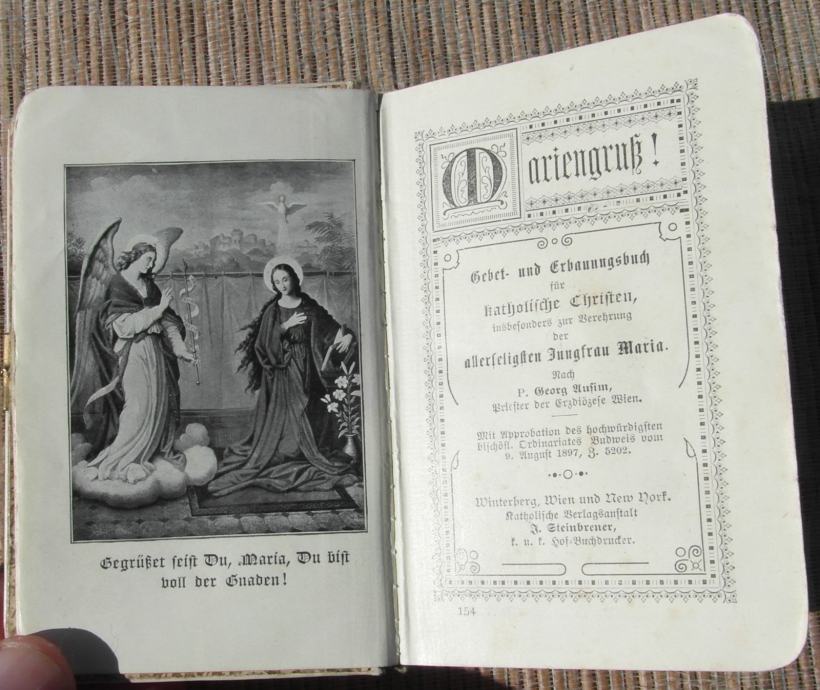 Gegrüßet seist Du, Maria, Du bist
voll der Gnaden!
Mariengruß!
Gebet- und Erbauungsbuch
für
katholische Christen,
insbesonders zur Verehrung
der
allerseligsten Jungfrau Maria.
Nach
P. Georg Ausim,
Priester der Erzdiözese Wien.
Mit Approbation des hochwürdigsten
bischöfl. Ordinariates Budweis vom
9. August 1897, Z. 5202.
Winterberg, Wien und New York.
Katholische Verlagsanstalt
J. Steinbrener,
k. u. k. Hof-Buchdrucker.
154